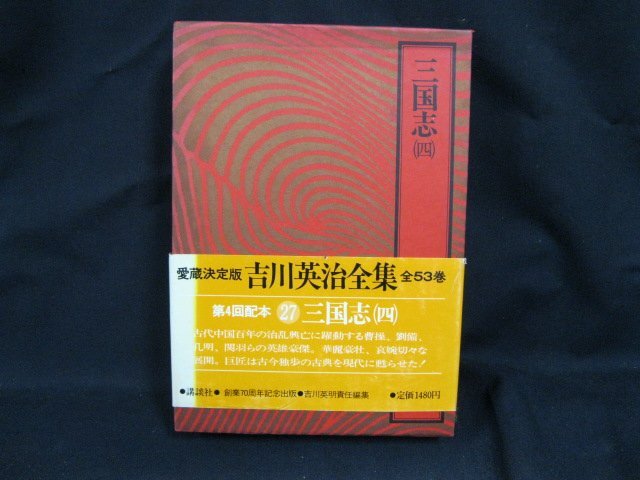 三国志
(四)
愛蔵決定版 吉川英治全集 全53巻
第4回配本 27 三国志(四)
古代中国百年の治乱興亡に躍動する曹操、劉備、
孔明、関羽らの英雄豪傑。華麗豪壮、哀婉切々な
展開。巨匠は古今独歩の古典を現代に甦らせた!
●講談社● 創業70周年記念出版●吉川英明責任編集 ●定価1480円